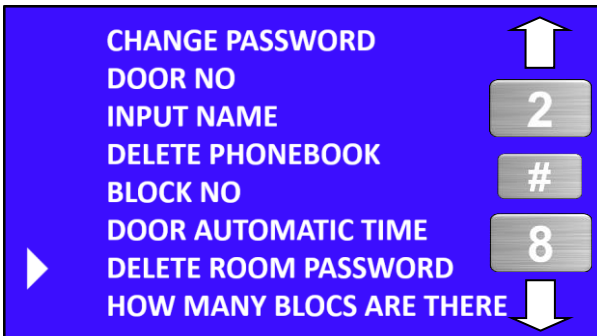 CHANGE PASSWORD
DOOR NO
INPUT NAME
DELETE PHONEBOOK
BLOCK NO
DOOR AUTOMATIC TIME
DELETE ROOM PASSWORD
HOW MANY BLOCS ARE THERE
2
#
8